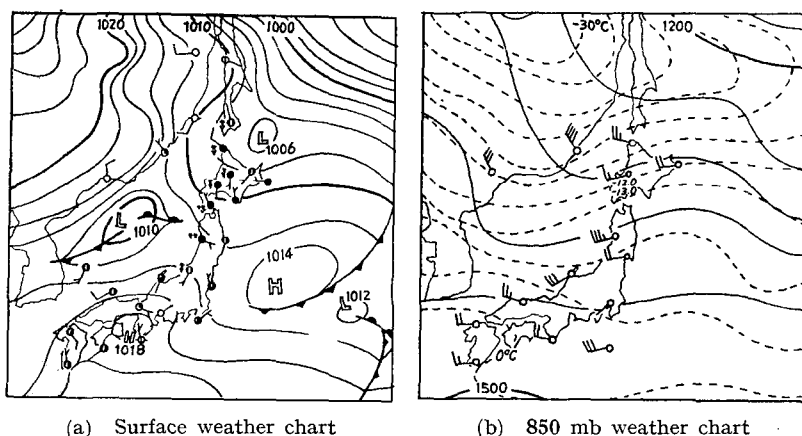 1020
1010
1000
L
1006
L
1010
1014
H
L
1012
H
1018
(a) Surface weather chart
-30°C
1200
-12.0
-13.0
0°C
1500
(b) 850 mb weather chart